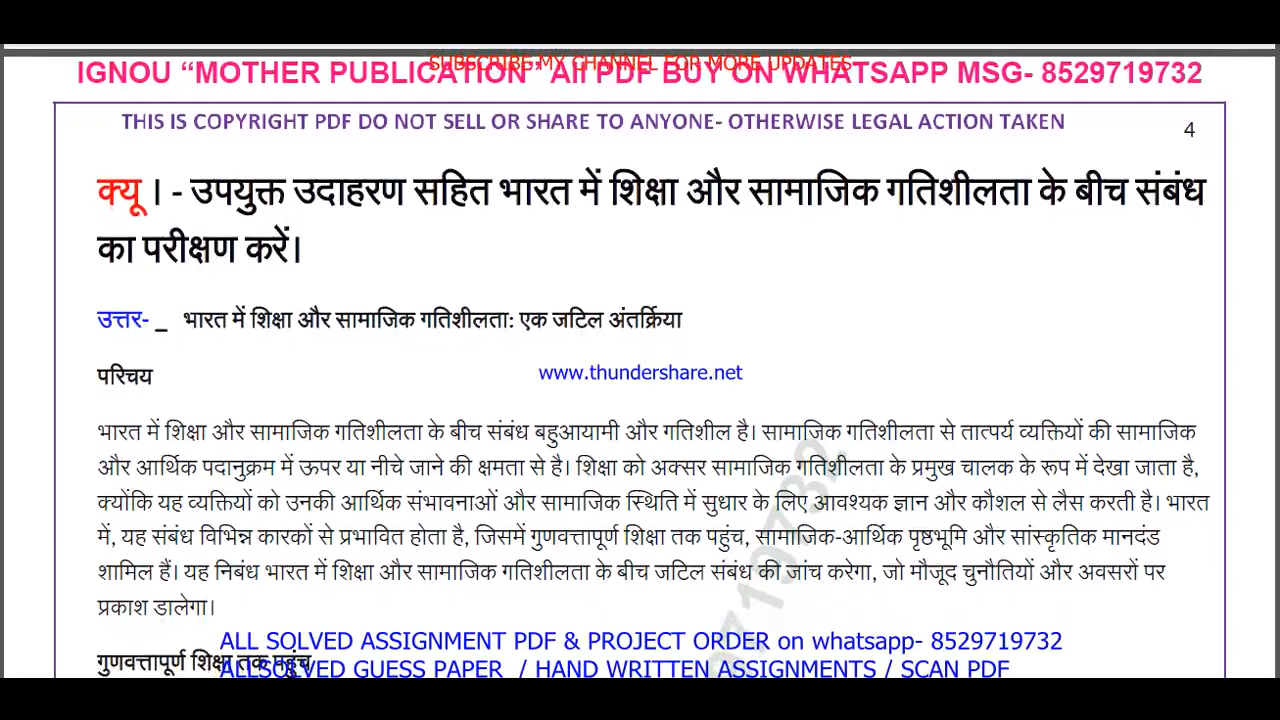 SUBSCRIBE MY CHANNEL FOR MORE UPDATES
IGNOU “MOTHER PUBLICATION” All PDF BUY ON WHATSAPP MSG- 8529719732
THIS IS COPYRIGHT PDF DO NOT SELL OR SHARE TO ANYONE- OTHERWISE LEGAL ACTION TAKEN
4
क्यू । - उपयुक्त उदाहरण सहित भारत में शिक्षा और सामाजिक गतिशीलता के बीच संबंध
का परीक्षण करें।
उत्तर- _ भारत में शिक्षा और सामाजिक गतिशीलता: एक जटिल अंतर्क्रिया
परिचय
www.thundershare.net
भारत में शिक्षा और सामाजिक गतिशीलता के बीच संबंध बहुआयामी और गतिशील है। सामाजिक गतिशीलता से तात्पर्य व्यक्तियों की सामाजिक
और आर्थिक पदानुक्रम में ऊपर या नीचे जाने की क्षमता से है। शिक्षा को अक्सर सामाजिक गतिशीलता के प्रमुख चालक के रूप में देखा जाता है,
क्योंकि यह व्यक्तियों को उनकी आर्थिक संभावनाओं और सामाजिक स्थिति में सुधार के लिए आवश्यक ज्ञान और कौशल से लैस करती है। भारत
में, यह संबंध विभिन्न कारकों से प्रभावित होता है, जिसमें गुणवत्तापूर्ण शिक्षा तक पहुंच, सामाजिक-आर्थिक पृष्ठभूमि और सांस्कृतिक मानदंड
शामिल हैं। यह निबंध भारत में शिक्षा और सामाजिक गतिशीलता के बीच जटिल संबंध की जांच करेगा, जो मौजूद चुनौतियों और अवसरों पर
प्रकाश डालेगा।
9719732
ALL SOLVED ASSIGNMENT PDF & PROJECT ORDER on whatsapp- 8529719732
गुणवत्तापूर्ण शिक्षा तक पहुंच
ALLSOLVED GUESS PAPER / HAND WRITTEN ASSIGNMENTS / SCAN PDF